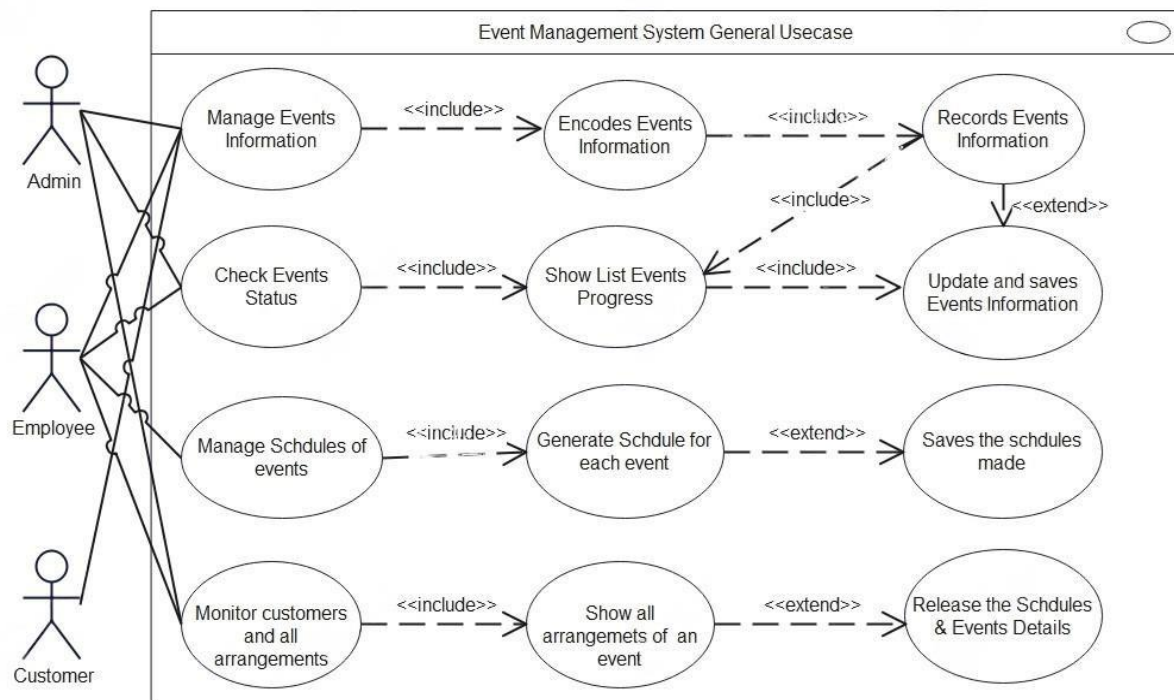 Event Management System General Usecase
Admin
Manage Events
Information
<<include>>
Encodes Events
Information
<<include>>
Records Events
Information
<<include>>
<<extend>>
Check Events
Status
<<include>>
Show List Events
Progress
<<include>>
Update and saves
Events Information
Employee
Manage Schdules of
events
<<include>>
Generate Schdule for
each event
<<extend>>
Saves the schdules
made
Customer
Monitor customers
and all
arrangements
<<include>>
Show all
arrangemets of an
event
<<extend>>
Release the Schdules
& Events Details